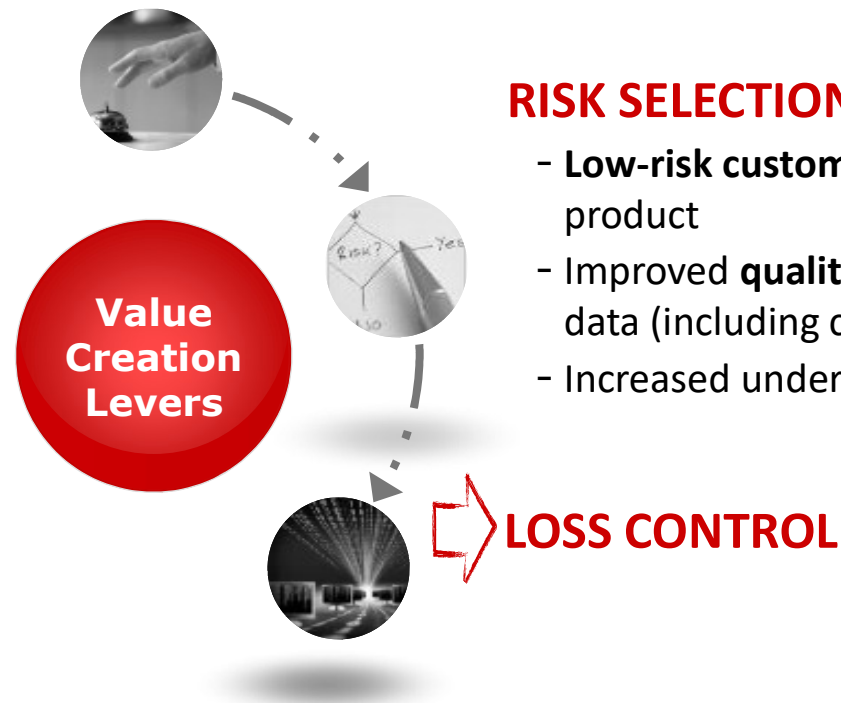 Value
Creation
Levers
Risk?
Yes
RISK SELECTION
- Low-risk custom
product
- Improved qualit
data (including
- Increased under
LOSS CONTROL